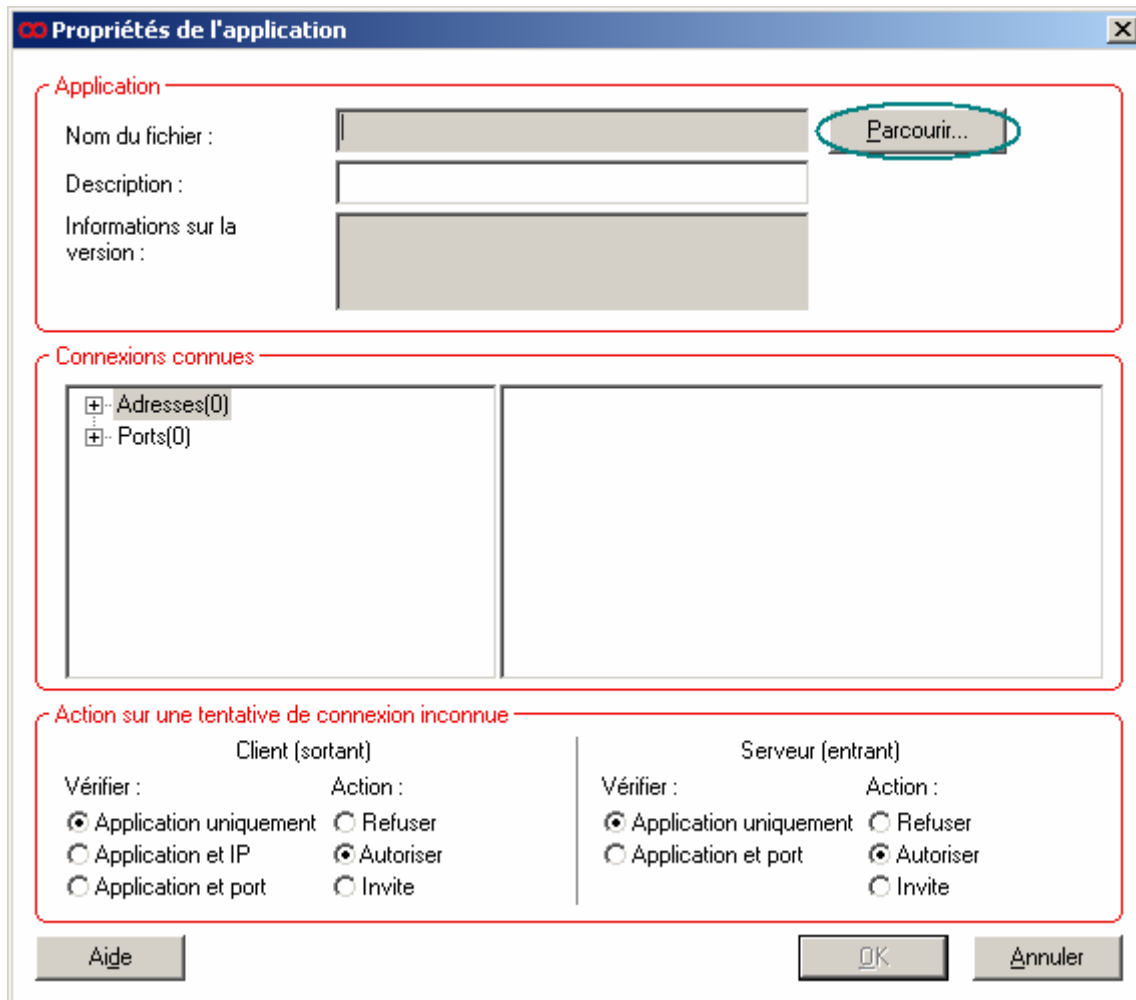 Propriétés de l'application
Application
Nom du fichier :
Parcourir...
Description :
Informations sur la
version :
Connexions connues
Adresses(0)
Ports(0)
Action sur une tentative de connexion inconnue
Client (sortant)
Serveur (entrant)
Vérifier :
Action :
Vérifier :
Action :
Application uniquement
Refuser
Application uniquement
Refuser
Application et IP
Autoriser
Application et port
Autoriser
Application et port
Invite
Invite
Aide
OK
Annuler